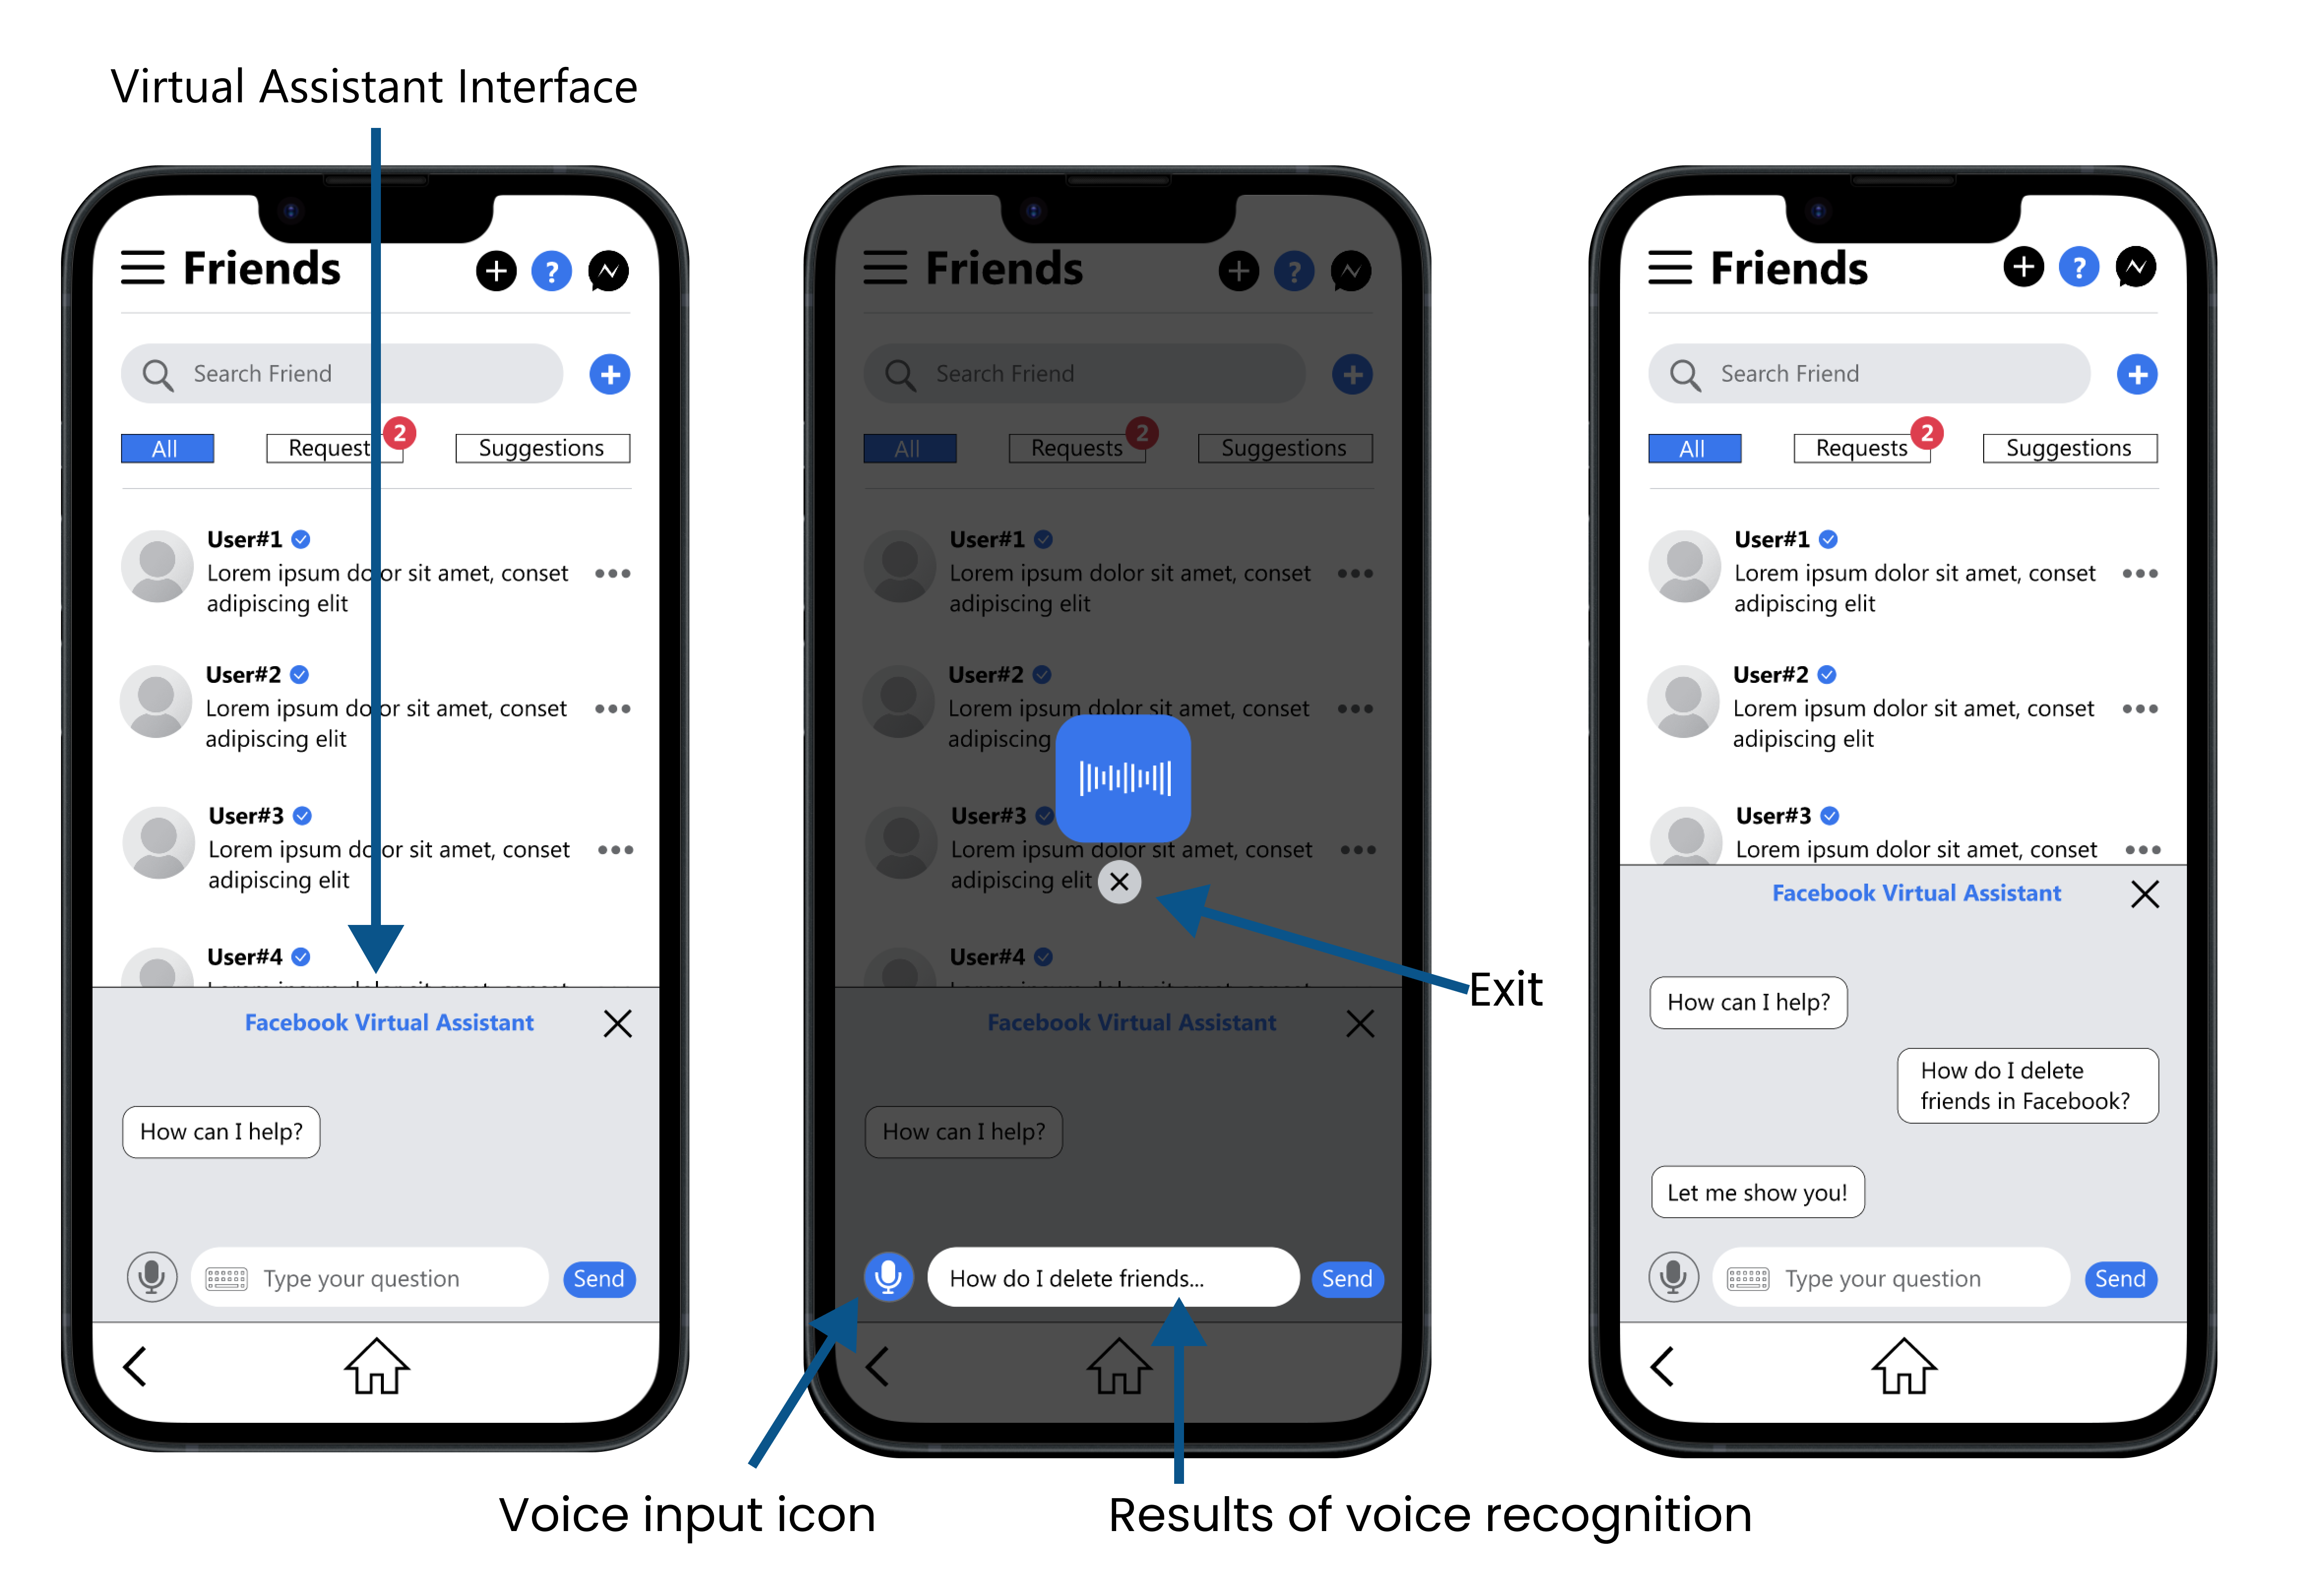 Virtual Assistant Interface
Friends
?
Search Friend
All
Request
2
Suggestions
User#1
Lorem ipsum dolor sit amet, conset
adipiscing elit
User#2
Lorem ipsum dolor sit amet, conset
adipiscing elit
User#3
Lorem ipsum dolor sit amet, conset
adipiscing elit
User#4
Facebook Virtual Assistant
How can I help?
Type your question
Send
Friends
?
Search Friend
All
Requests
2
Suggestions
User#1
Lorem ipsum dolor sit amet, conset
adipiscing elit
User#2
Lorem ipsum dolor sit amet, conset
adipiscing
User#3
Lorem ipsum dolor sit amet, conset
adipiscing elit
User#4
Facebook Virtual Assistant
How can I help?
How do I delete friends...
Send
Exit
Voice input icon
Results of voice recognition
Friends
?
Search Friend
All
Requests
2
Suggestions
User#1
Lorem ipsum dolor sit amet, conset
adipiscing elit
User#2
Lorem ipsum dolor sit amet, conset
adipiscing elit
User#3
Lorem ipsum dolor sit amet, conset
Facebook Virtual Assistant
How can I help?
How do I delete
friends in Facebook?
Let me show you!
Type your question
Send